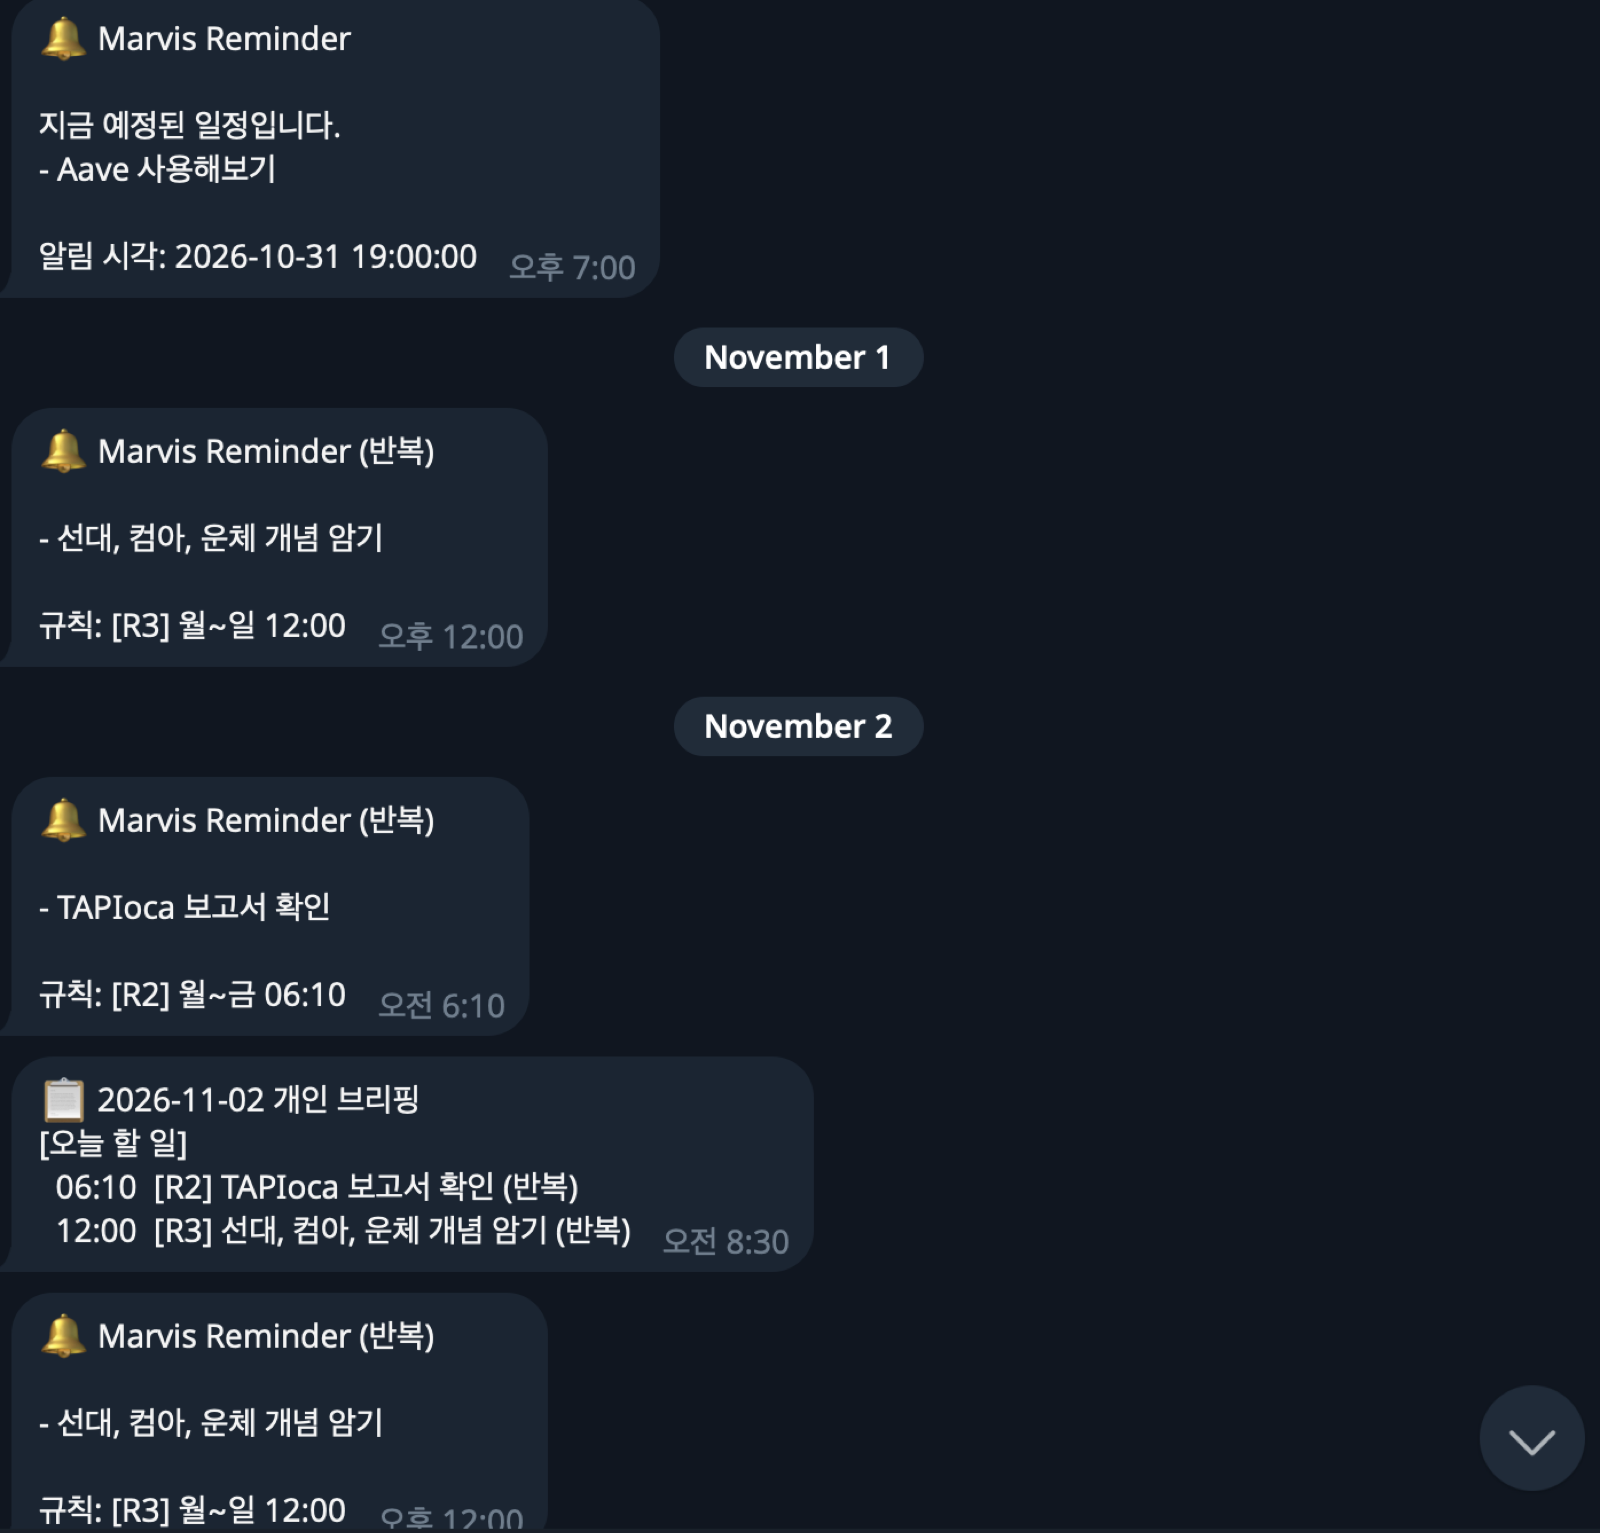 Marvis Reminder
지금 예정된 일정입니다.
- Aave 사용해보기
알림 시각: 2026-10-31 19:00:00
오후 7:00
November 1
Marvis Reminder (반복)
- 선대, 컴아, 운체 개념 암기
규칙: [R3] 월~일 12:00
오후 12:00
November 2
Marvis Reminder (반복)
- TAPIoca 보고서 확인
규칙: [R2] 월~금 06:10
오전 6:10
2026-11-02 개인 브리핑
[오늘 할 일]
06:10 [R2] TAPIoca 보고서 확인 (반복)
12:00 [R3] 선대, 컴아, 운체 개념 암기 (반복)
오전 8:30
Marvis Reminder (반복)
- 선대, 컴아, 운체 개념 암기
규칙: [R3] 월~일 12:00
오후 12:00